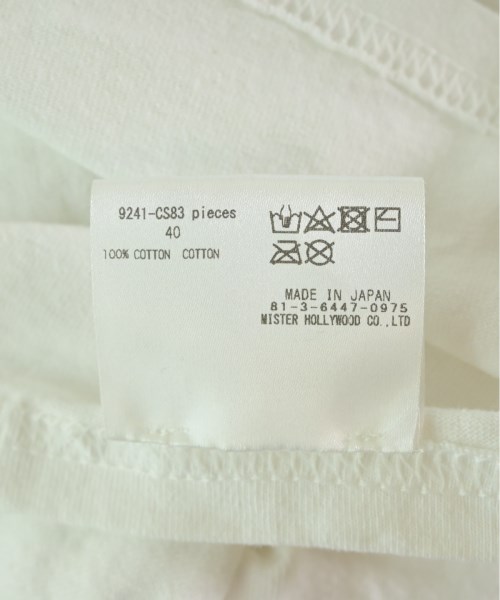 9241-CS83 pieces
40
100% COTTON COTTON
MADE IN JAPAN
81-3-6447-0975
MISTER HOLLYWOOD CO.,LTD